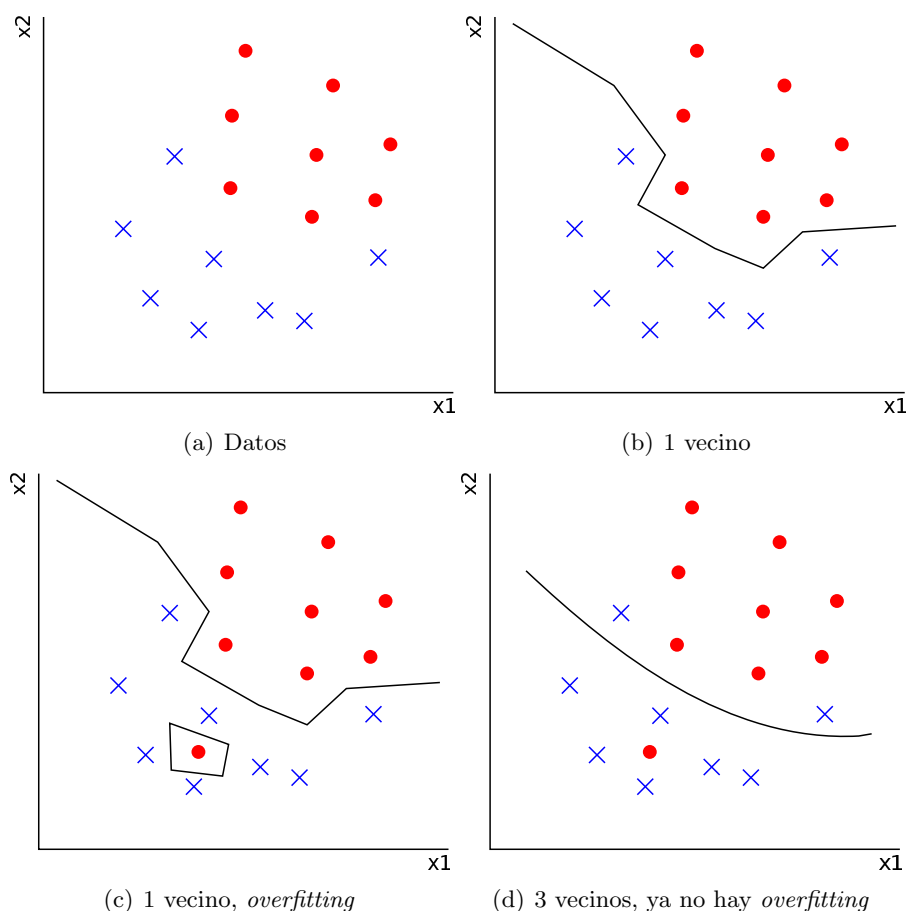 x2
x1
(a) Datos
x2
x1
(b) 1 vecino
x2
x1
(c) 1 vecino, overfitting
x2
x1
(d) 3 vecinos, ya no hay overfitting